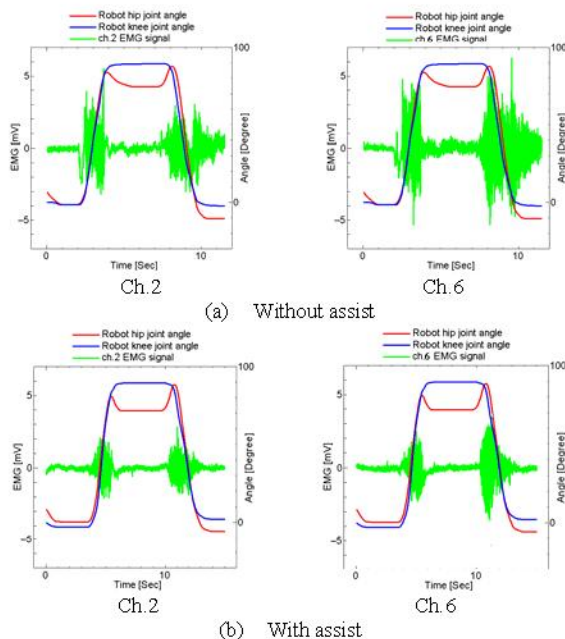 Robot hip joint angle
Robot knee joint angle
ch.2 EMG signal
5
0
−5
EMG [mV]
100
0
Angle [Degree]
0
10
Time [Sec]
Ch.2
Robot hip joint angle
Robot knee joint angle
ch.6 EMG signal
5
0
−5
EMG [mV]
100
0
Angle [Degree]
0
10
Time [Sec]
Ch.6
(a) Without assist
Robot hip joint angle
Robot knee joint angle
ch.2 EMG signal
5
0
−5
EMG [mV]
100
0
Angle [Degree]
0
10
Time [Sec]
Ch.2
Robot hip joint angle
Robot knee joint angle
ch.6 EMG signal
5
0
−5
EMG [mV]
100
0
Angle [Degree]
0
10
Time [Sec]
Ch.6
(b) With assist